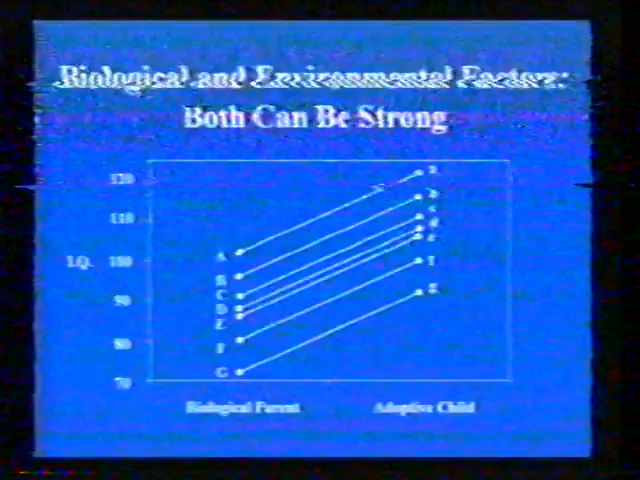 Biological and Environmental Factors:
Both Can Be Strong
120
110
I.Q. 100
90
80
70
A
B
C
D
E
F
G
a
b
c
d
e
f
g
Biological Parent
Adoptive Child